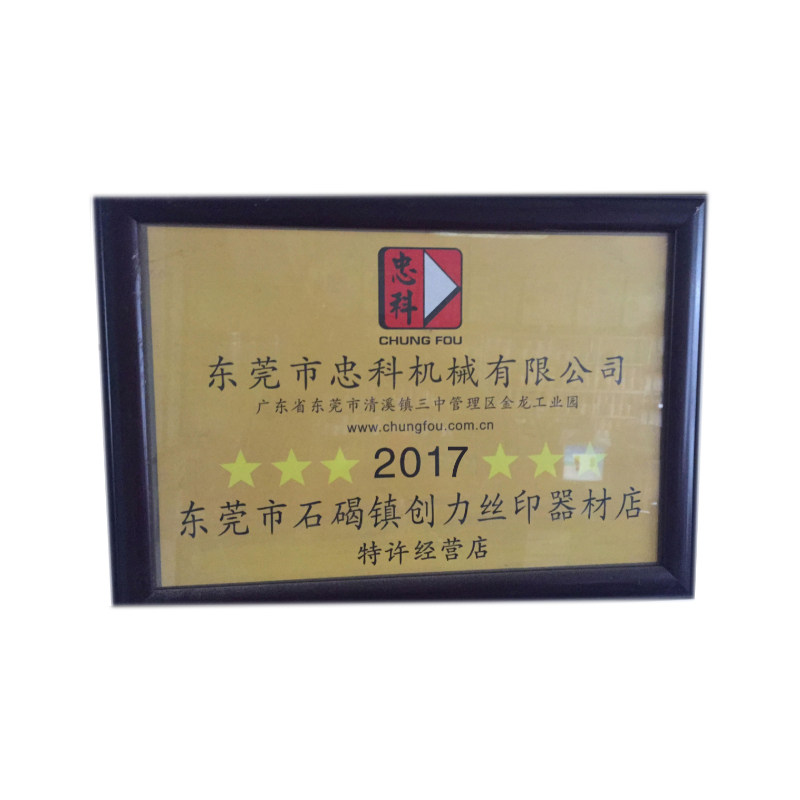 忠科
CHUNG FOU
东莞市忠科机械有限公司
广东省东莞市清溪镇三中管理区金龙工业园
www.chungfou.com.cn
2017
东莞市石碣镇创力丝印器材店
特许经营店